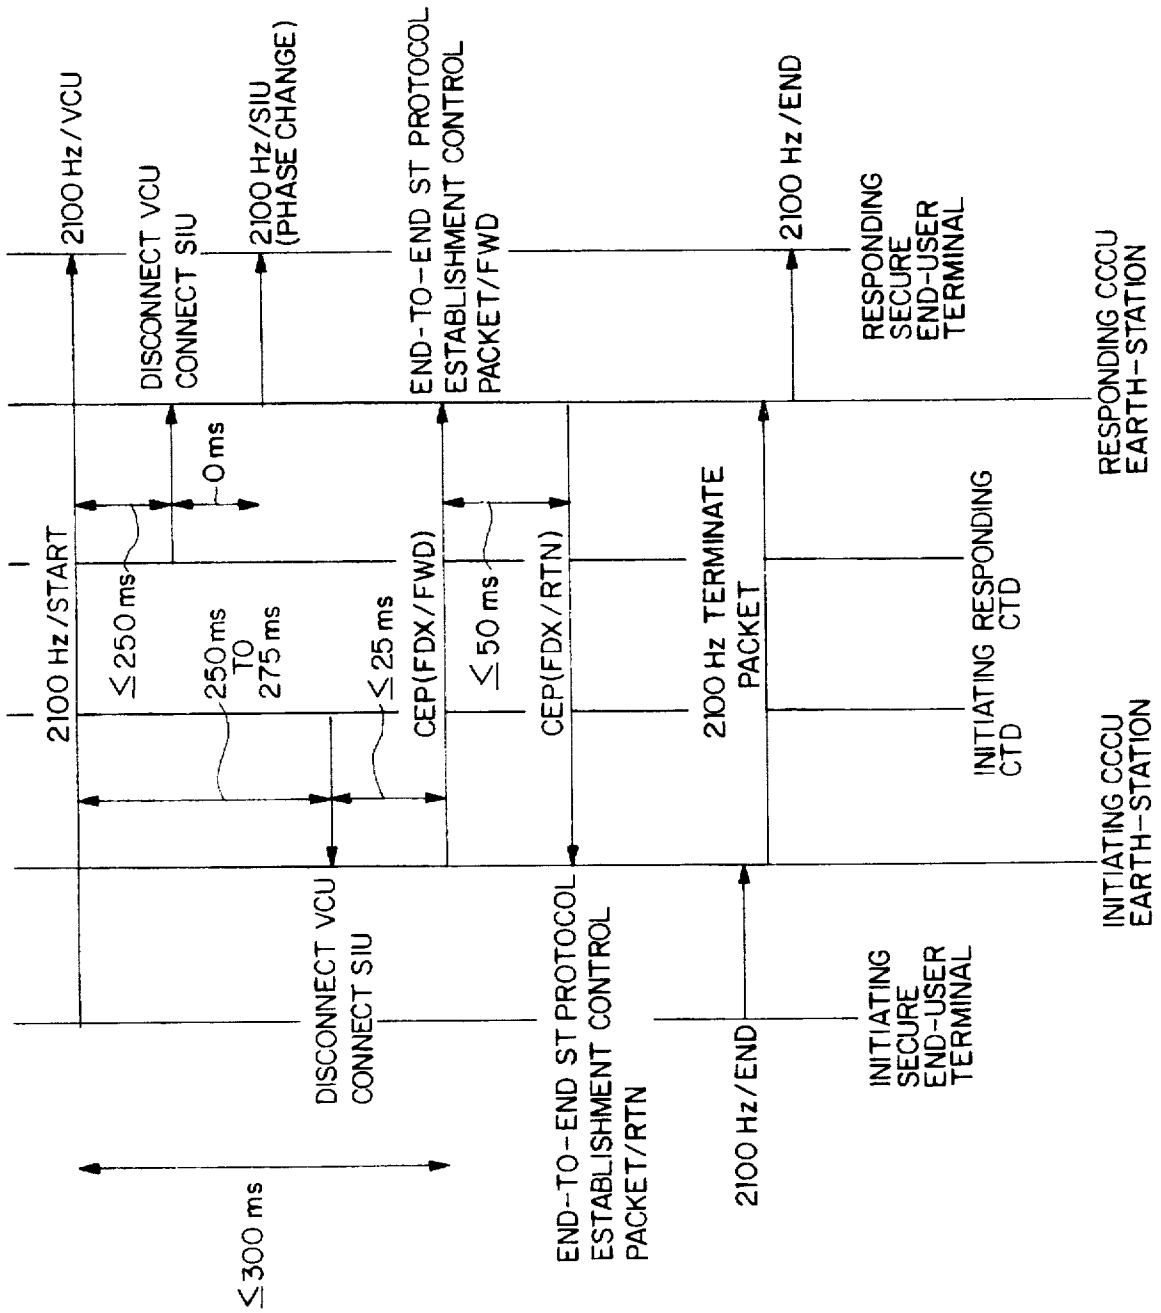 2100 Hz/VCU
DISCONNECT VCU
CONNECT SIU
2100 Hz/SIU
(PHASE CHANGE)
END-TO-END ST PROTOCOL
ESTABLISHMENT CONTROL
PACKET/FWD
2100 Hz/END
RESPONDING
SECURE
END-USER
TERMINAL
RESPONDING CCCU
EARTH-STATION
0 ms
2100 Hz/START
≤250 ms
250 ms
TO
275 ms
≤25 ms
CEP(FDX/FWD)
≤50 ms
CEP(FDX/RTN)
2100 Hz TERMINATE
PACKET
INITIATING RESPONDING
CTD CTD
INITIATING CCCU
EARTH-STATION
DISCONNECT VCU
CONNECT SIU
END-TO-END ST PROTOCOL
ESTABLISHMENT CONTROL
PACKET/RTN
2100 Hz/END
INITIATING
SECURE
END-USER
TERMINAL
≤300 ms